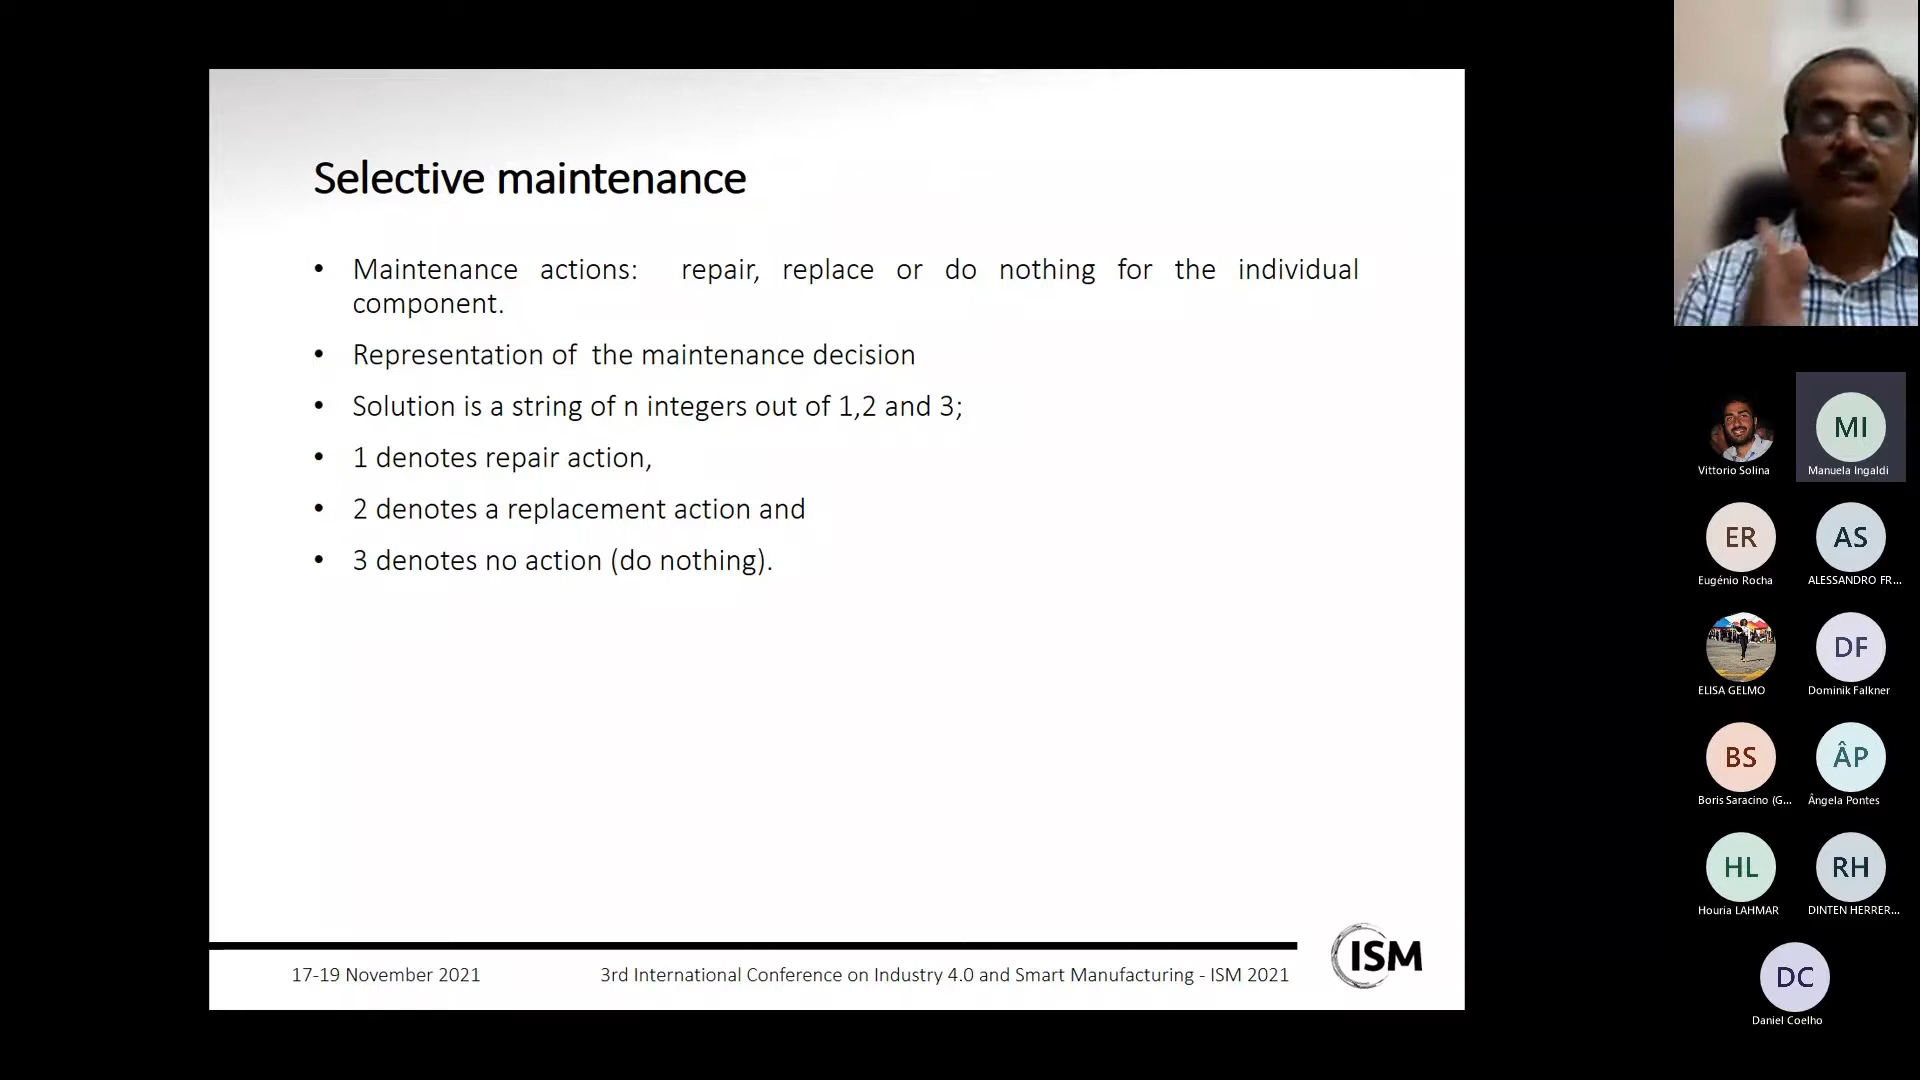 Selective maintenance
• Maintenance actions: repair, replace or do nothing for the individual
component.
• Representation of the maintenance decision
• Solution is a string of n integers out of 1,2 and 3;
• 1 denotes repair action,
• 2 denotes a replacement action and
• 3 denotes no action (do nothing).
17-19 November 2021
3rd International Conference on Industry 4.0 and Smart Manufacturing - ISM 2021
ISM
Vittorio Solina
MI
Manuela Ingaldi
ER
Eugénio Rocha
AS
ALESSANDRO FR...
ELISA GELMO
DF
Dominik Falkner
BS
Boris Saracino (G...
ÂP
Ângela Pontes
HL
Houria LAHMAR
RH
DINTEN HERRER...
DC
Daniel Coelho